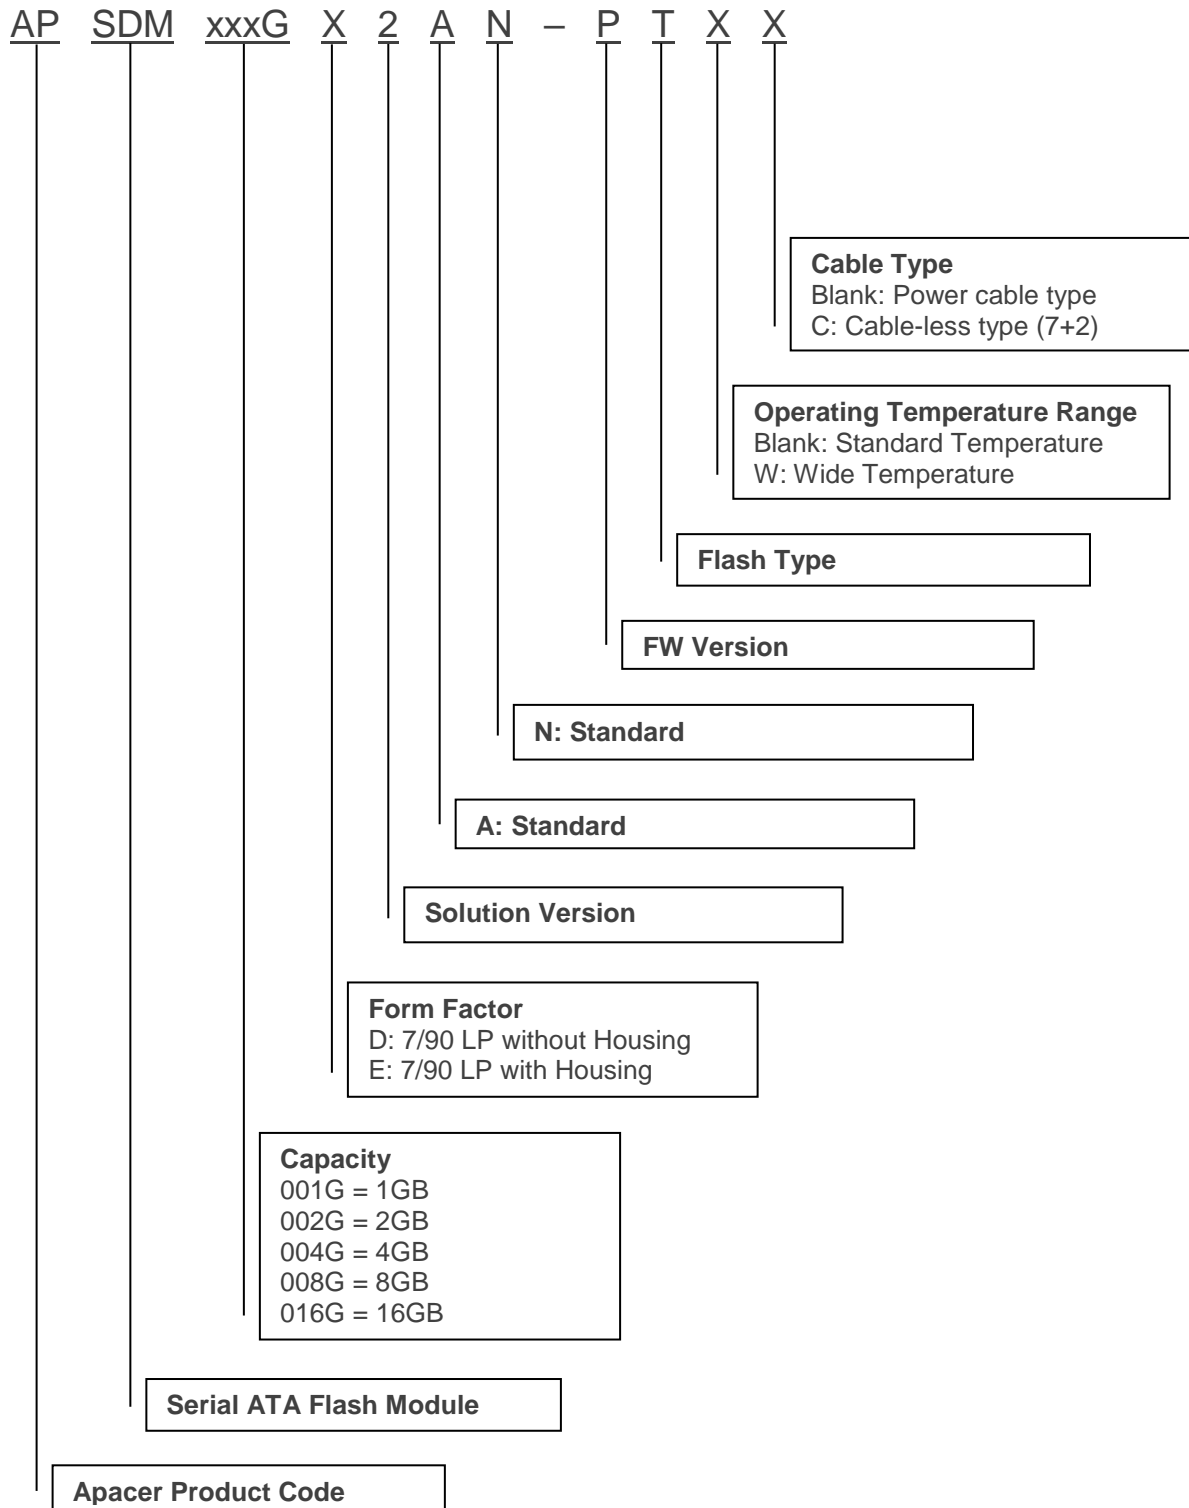 AP SDM xxxG X 2 A N – P T X X
Cable Type
Blank: Power cable type
C: Cable-less type (7+2)
Operating Temperature Range
Blank: Standard Temperature
W: Wide Temperature
Flash Type
FW Version
N: Standard
A: Standard
Solution Version
Form Factor
D: 7/90 LP without Housing
E: 7/90 LP with Housing
Capacity
001G = 1GB
002G = 2GB
004G = 4GB
008G = 8GB
016G = 16GB
Serial ATA Flash Module
Apacer Product Code